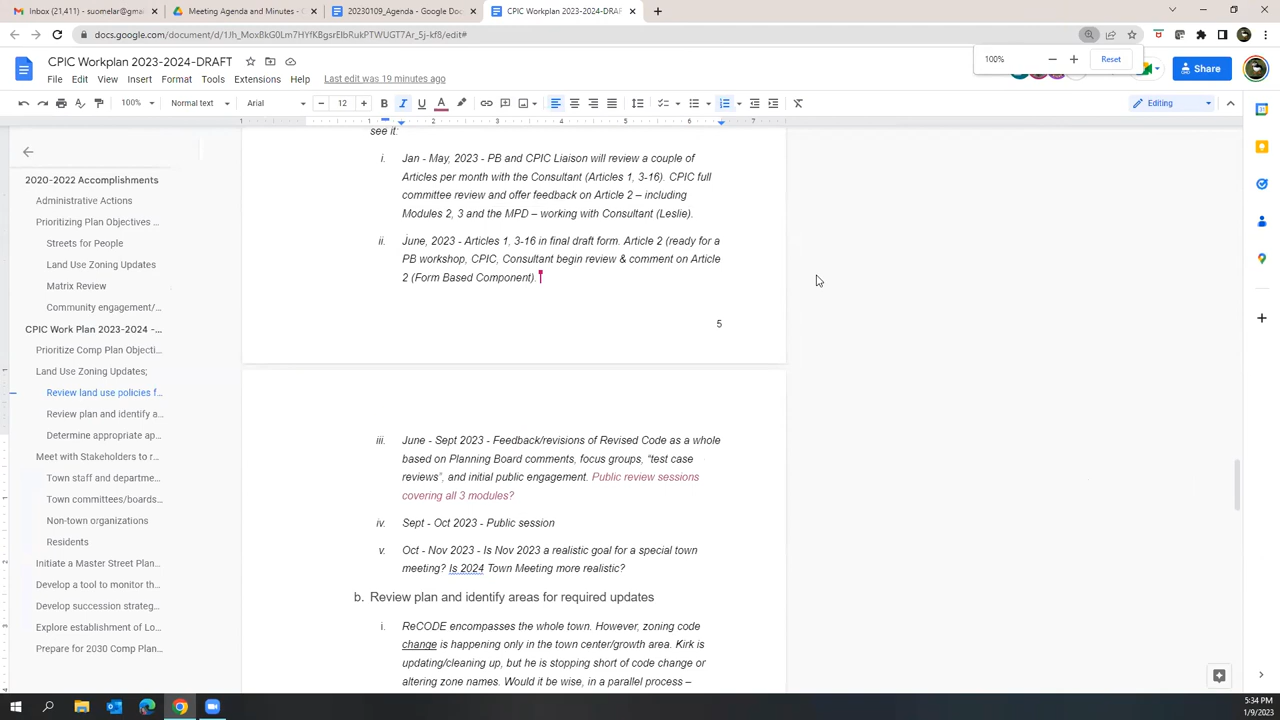 Inbox (21,411) - suomelar@gmai
Meeting Agenda and Minutes - G
20230109_Agenda - Google Docs
CPIC Workplan 2023-2024-DRAF
docs.google.com/document/d/1Jh_MoxBkG0Lm7HYfKBgsrElbRukPTWUGT7Ar_5j-kf8/edit#
CPIC Workplan 2023-2024-DRAFT
File Edit View Insert Format Tools Extensions Help Last edit was 19 minutes ago
100% Reset
Share
100% Normal text Arial 12 B I U A Editing
1 1 2 3 4 5 6 7
see it:
i. Jan - May, 2023 - PB and CPIC Liaison will review a couple of
Articles per month with the Consultant (Articles 1, 3-16). CPIC full
committee review and offer feedback on Article 2 – including
Modules 2, 3 and the MPD – working with Consultant (Leslie).
ii. June, 2023 - Articles 1, 3-16 in final draft form. Article 2 (ready for a
PB workshop, CPIC, Consultant begin review & comment on Article
2 (Form Based Component).
5
iii. June - Sept 2023 - Feedback/revisions of Revised Code as a whole
based on Planning Board comments, focus groups, “test case
reviews”, and initial public engagement. Public review sessions
covering all 3 modules?
iv. Sept - Oct 2023 - Public session
v. Oct - Nov 2023 - Is Nov 2023 a realistic goal for a special town
meeting? Is 2024 Town Meeting more realistic?
b. Review plan and identify areas for required updates
i. ReCODE encompasses the whole town. However, zoning code
change is happening only in the town center/growth area. Kirk is
updating/cleaning up, but he is stopping short of code change or
altering zone names. Would it be wise, in a parallel process –
2020-2022 Accomplishments
Administrative Actions
Prioritizing Plan Objectives ...
Streets for People
Land Use Zoning Updates
Matrix Review
Community engagement/...
CPIC Work Plan 2023-2024 -...
Prioritize Comp Plan Objecti...
Land Use Zoning Updates;
Review land use policies f...
Review plan and identify a...
Determine appropriate ap...
Meet with Stakeholders to r...
Town staff and departme...
Town committees/boards...
Non-town organizations
Residents
Initiate a Master Street Plan...
Develop a tool to monitor th...
Develop succession strateg...
Explore establishment of Lo...
Prepare for 2030 Comp Plan...
5:34 PM
1/9/2023